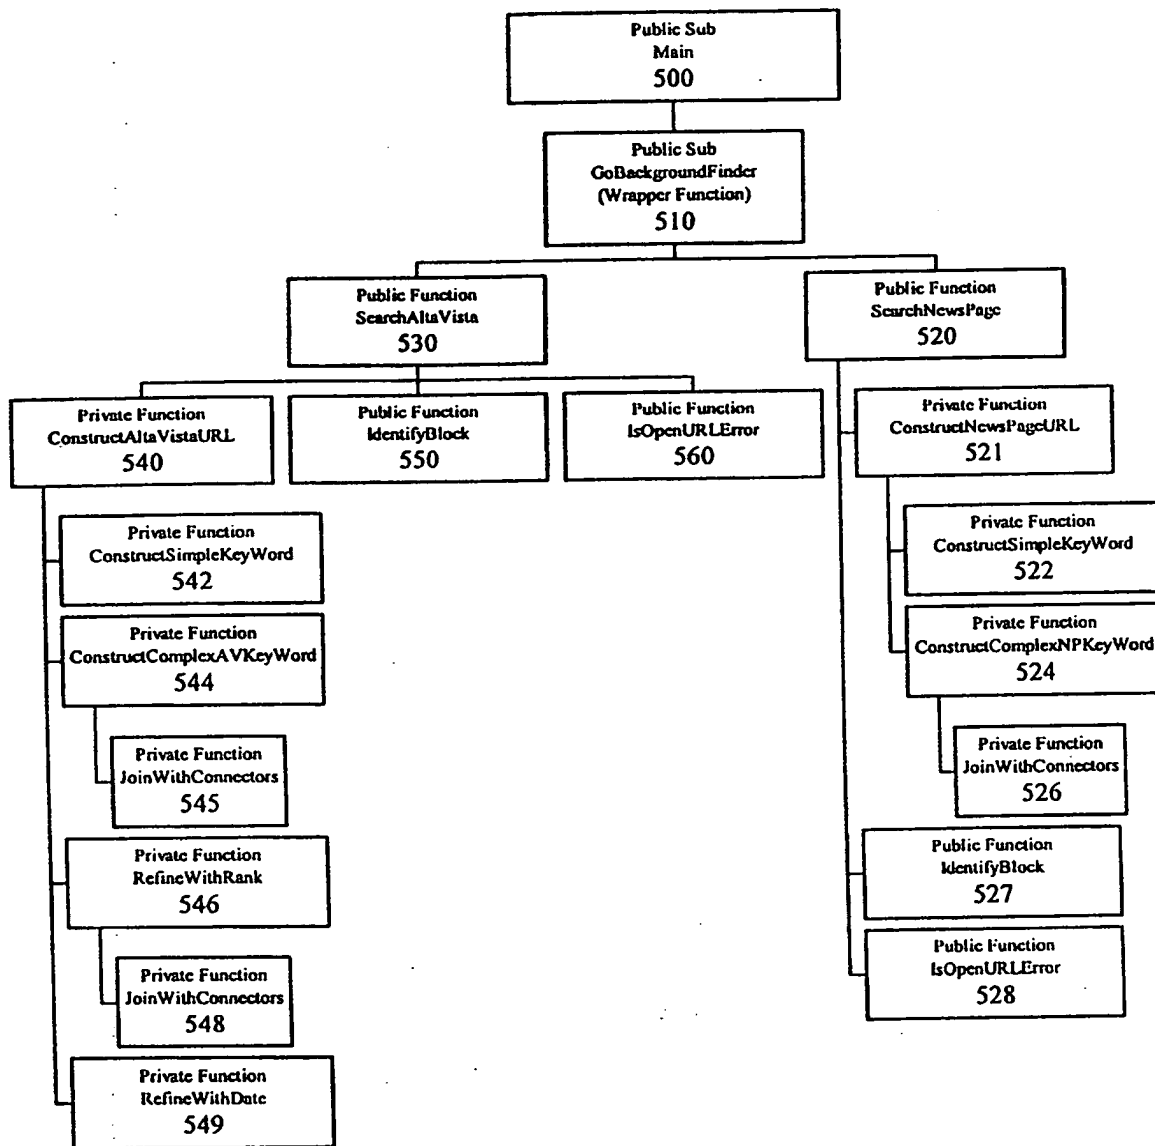 Public Sub
Main
500
Public Sub
GoBackgroundFinder
(Wrapper Function)
510
Public Function
SearchAltaVista
530
Public Function
SearchNewsPage
520
Private Function
ConstructAltaVistaURL
540
Public Function
IdentifyBlock
550
Public Function
IsOpenURLError
560
Private Function
ConstructNewsPageURL
521
Private Function
ConstructSimpleKeyWord
542
Private Function
ConstructSimpleKeyWord
522
Private Function
ConstructComplexAVKeyWord
544
Private Function
ConstructComplexNPKeyWord
524
Private Function
JoinWithConnectors
545
Private Function
JoinWithConnectors
526
Private Function
RefineWithRank
546
Public Function
IdentifyBlock
527
Private Function
JoinWithConnectors
548
Public Function
IsOpenURLError
528
Private Function
RefineWithDate
549